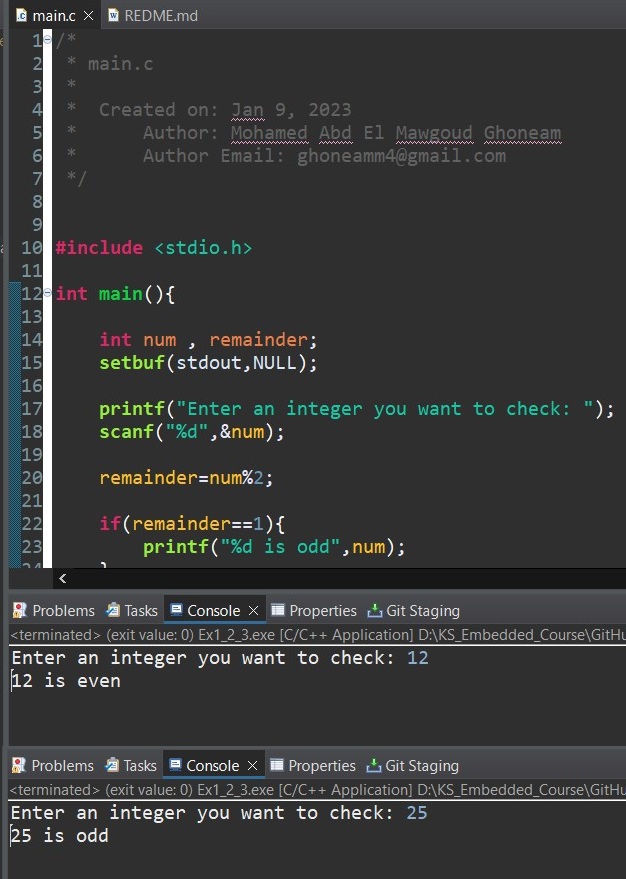 main.c REDME.md
1 /*
2 * main.c
3 *
4 * Created on: Jan 9, 2023
5 * Author: Mohamed Abd El Mawgoud Ghoneam
6 * Author Email: ghoneamm4@gmail.com
7 */
8
9
10 #include <stdio.h>
11
12 int main(){
13
14 int num , remainder;
15 setbuf(stdout,NULL);
16
17 printf("Enter an integer you want to check: ");
18 scanf("%d",&num);
19
20 remainder=num%2;
21
22 if(remainder==1){
23 printf("%d is odd",num);
Problems Tasks Console Properties Git Staging
<terminated> (exit value: 0) Ex1_2_3.exe [C/C++ Application] D:\KS_Embedded_Course\GitHu
Enter an integer you want to check: 12
12 is even
Problems Tasks Console Properties Git Staging
<terminated> (exit value: 0) Ex1_2_3.exe [C/C++ Application] D:\KS_Embedded_Course\GitHu
Enter an integer you want to check: 25
25 is odd